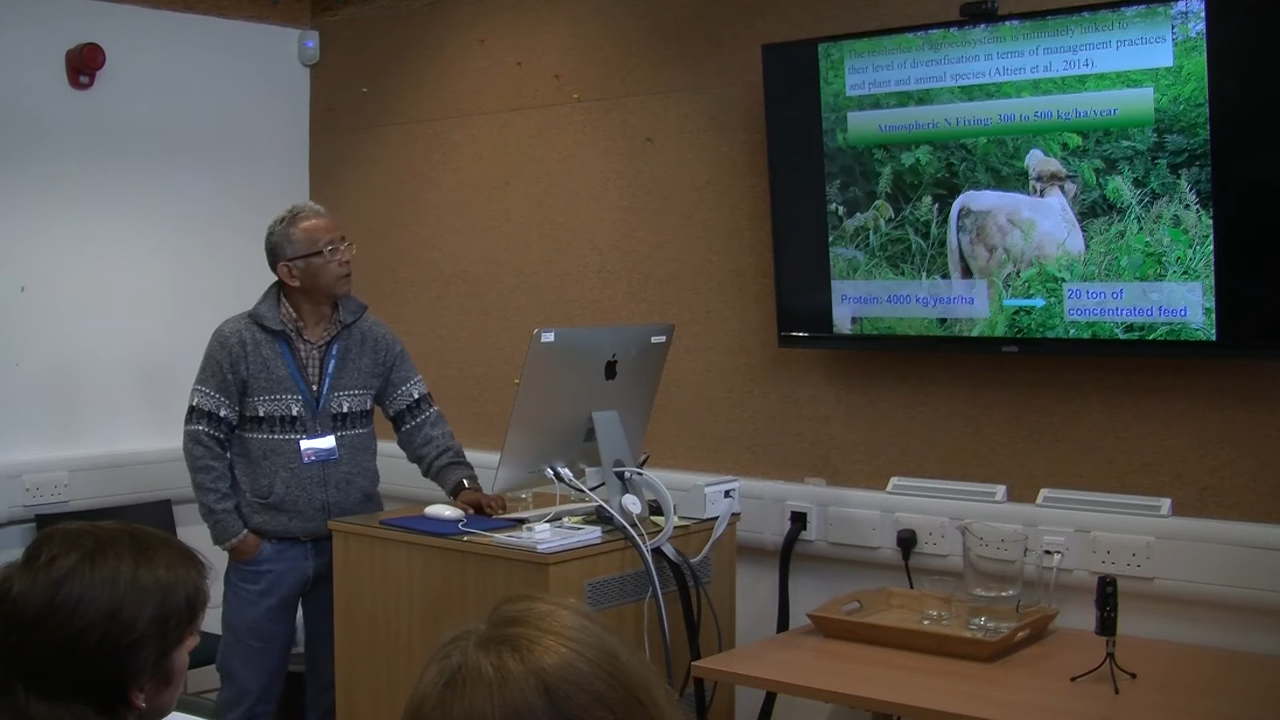 The resilience of agroecosystems is intimately linked to
their level of diversification in terms of management practices
and plant and animal species (Altieri et al., 2014).
Atmospheric N Fixing: 300 to 500 kg/ha/year
Protein: 4000 kg/year/ha
20 ton of
concentrated feed